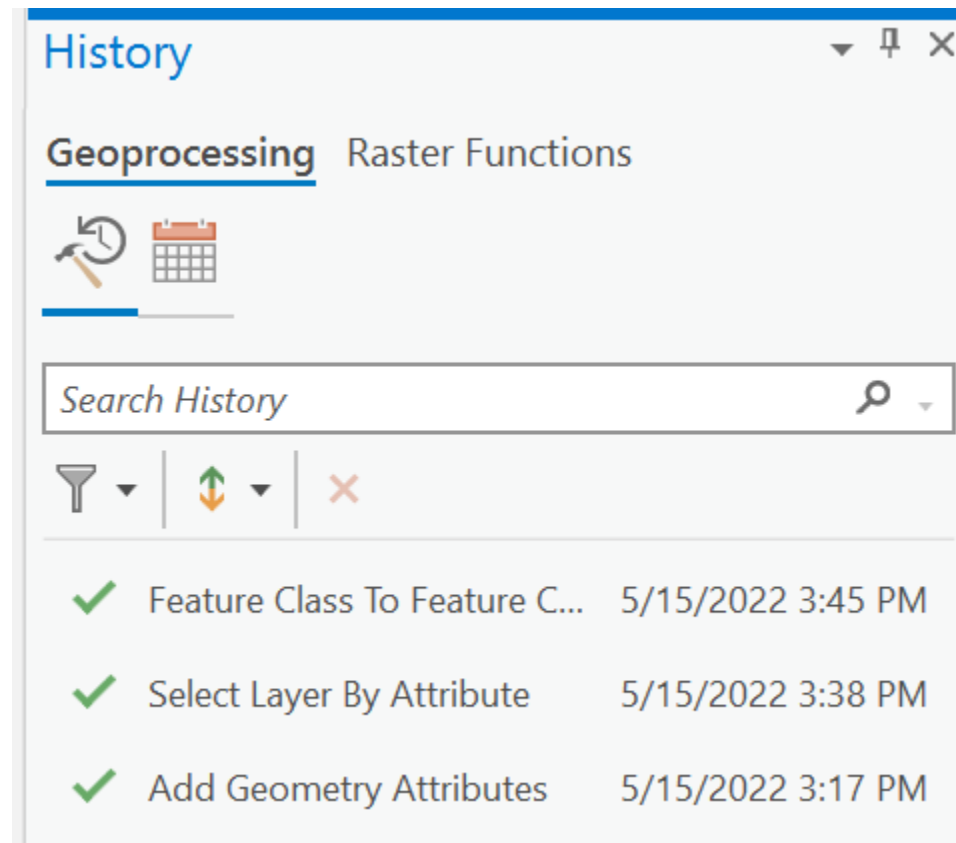 History
Geoprocessing Raster Functions
Search History
Feature Class To Feature C... 5/15/2022 3:45 PM
Select Layer By Attribute 5/15/2022 3:38 PM
Add Geometry Attributes 5/15/2022 3:17 PM